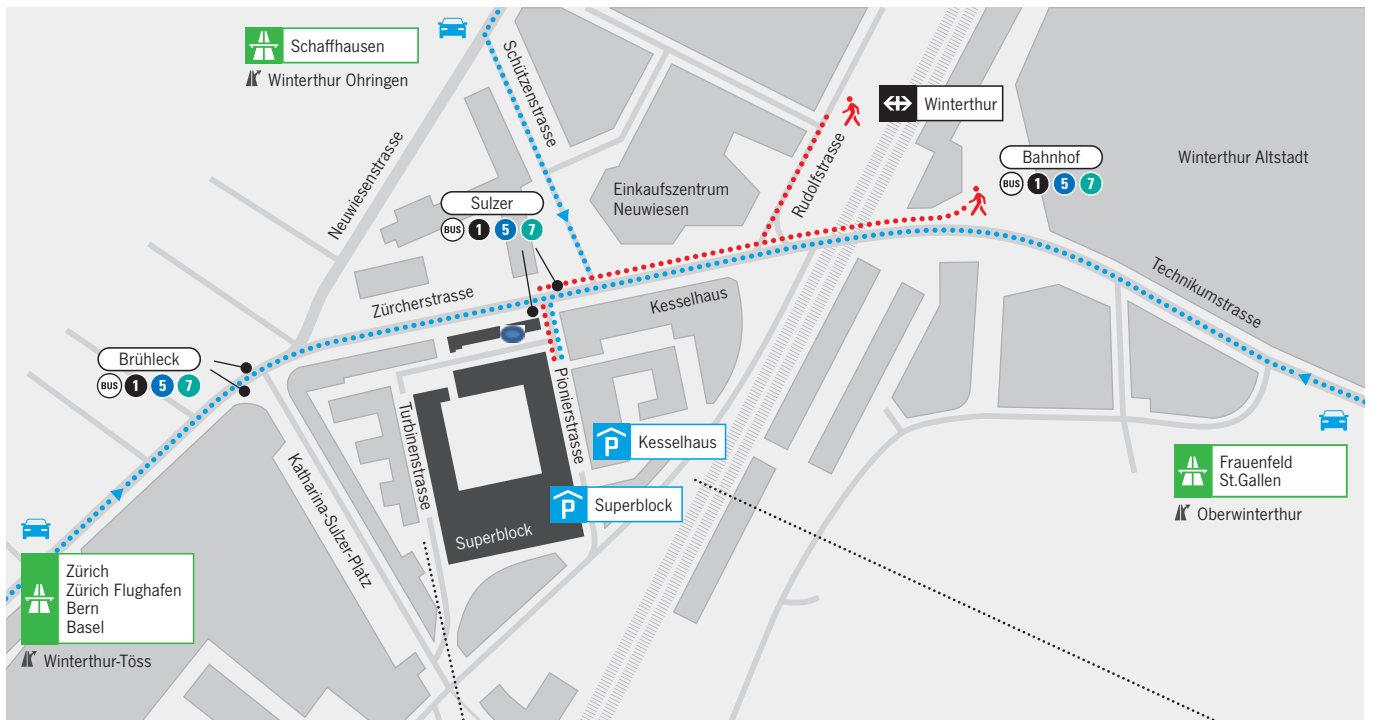 Schaffhausen
Winterthur Ohringen
Schützenstrasse
Neuwiesenstrasse
Winterthur
Rudolfstrasse
Bahnhof
BUS 1 5 7
Winterthur Altstadt
Einkaufszentrum
Neuwiesen
Sulzer
BUS 1 5 7
Zürcherstrasse
Kesselhaus
Technikumstrasse
Brühleck
BUS 1 5 7
Pionierstrasse
Turbinenstrasse
Katharina-Sulzer-Platz
P Kesselhaus
P Superblock
Superblock
Frauenfeld
St.Gallen
Oberwinterthur
Zürich
Zürich Flughafen
Bern
Basel
Winterthur-Töss